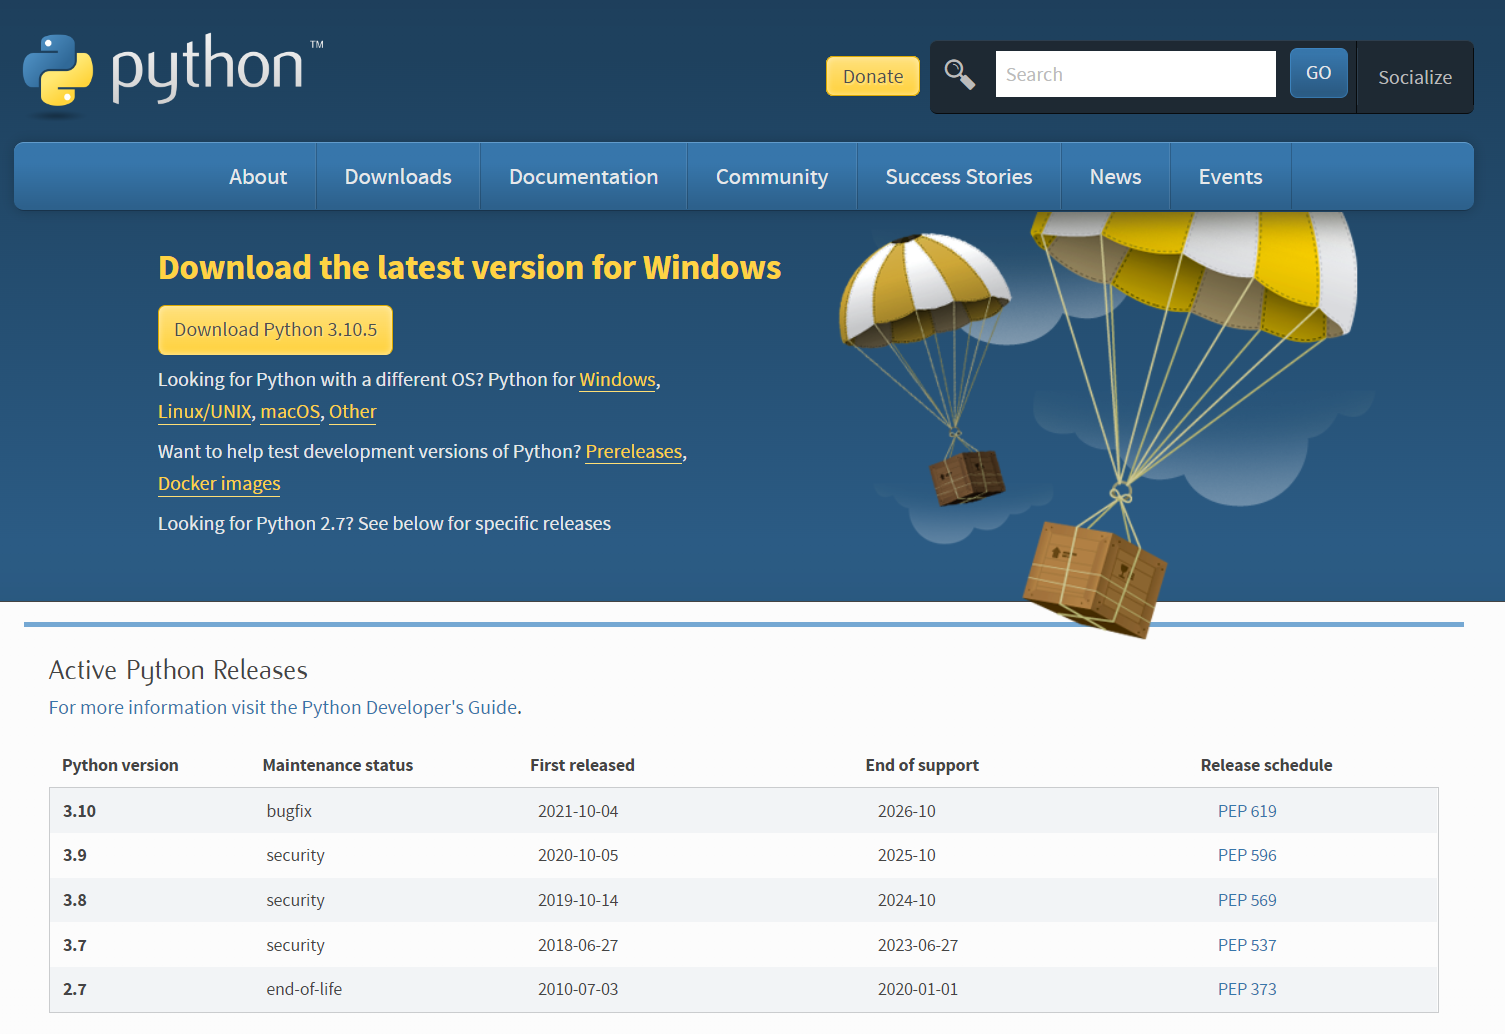 python™
Donate
Search
GO
Socialize
About
Downloads
Documentation
Community
Success Stories
News
Events
Download the latest version for Windows
Download Python 3.10.5
Looking for Python with a different OS? Python for Windows,
Linux/UNIX, macOS, Other
Want to help test development versions of Python? Prereleases,
Docker images
Looking for Python 2.7? See below for specific releases
Active Python Releases
For more information visit the Python Developer's Guide.
Python version Maintenance status First released End of support Release schedule
3.10 bugfix 2021-10-04 2026-10 PEP 619
3.9 security 2020-10-05 2025-10 PEP 596
3.8 security 2019-10-14 2024-10 PEP 569
3.7 security 2018-06-27 2023-06-27 PEP 537
2.7 end-of-life 2010-07-03 2020-01-01 PEP 373